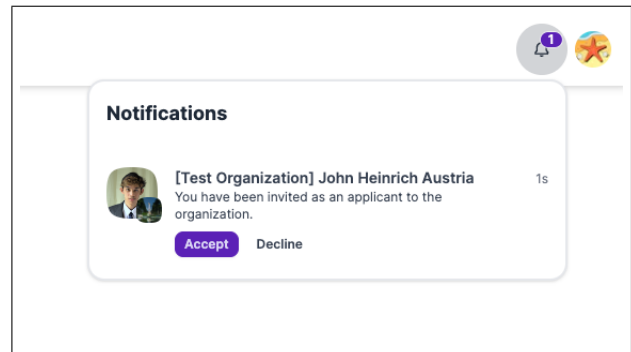 1
Notifications
[Test Organization] John Heinrich Austria
1s
You have been invited as an applicant to the
organization.
Accept
Decline